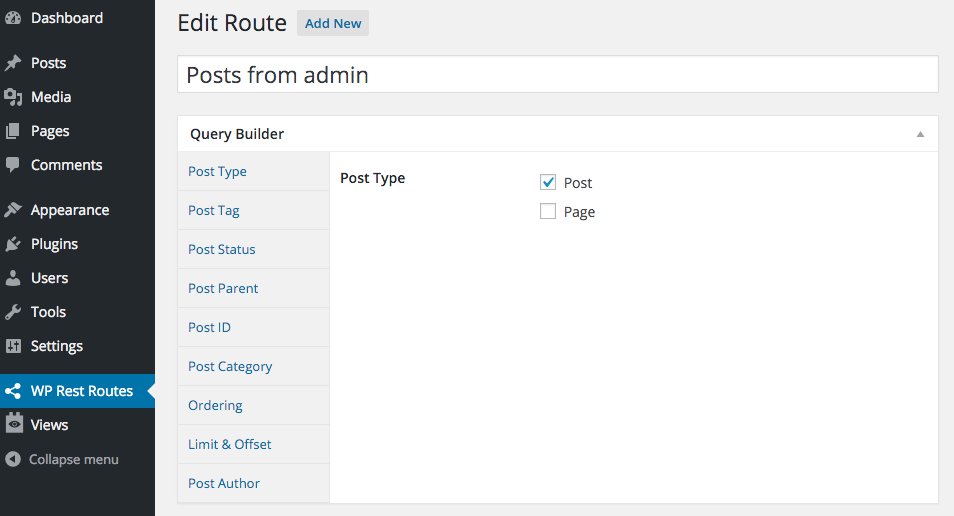 Dashboard
Posts
Media
Pages
Comments
Appearance
Plugins
Users
Tools
Settings
WP Rest Routes
Views
Collapse menu
Edit Route Add New
Posts from admin
Query Builder
Post Type
Post Tag
Post Status
Post Parent
Post ID
Post Category
Ordering
Limit & Offset
Post Author
Post Type
Post
Page